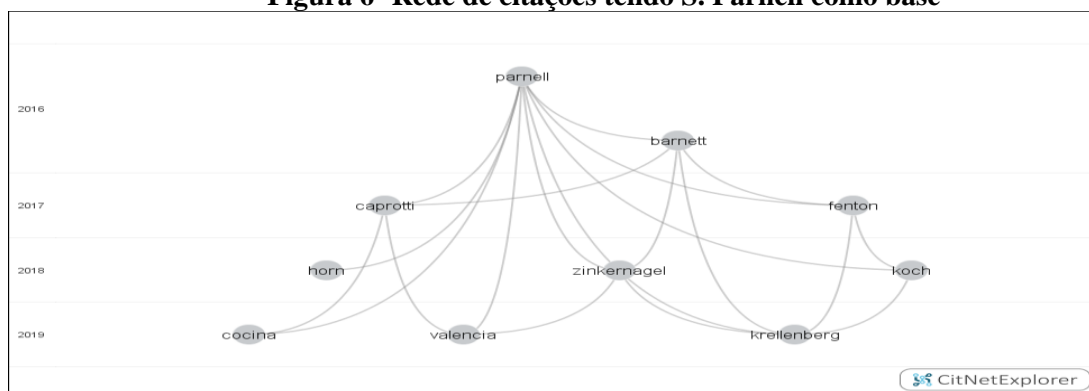 Figura 6- Rede de citações tendo S. Parnell como base
parnell
2016
barnett
2017
caprotti
fenton
2018
horn
zinkernagel
koch
2019
cocina
valencia
krellenberg
CitNetExplorer